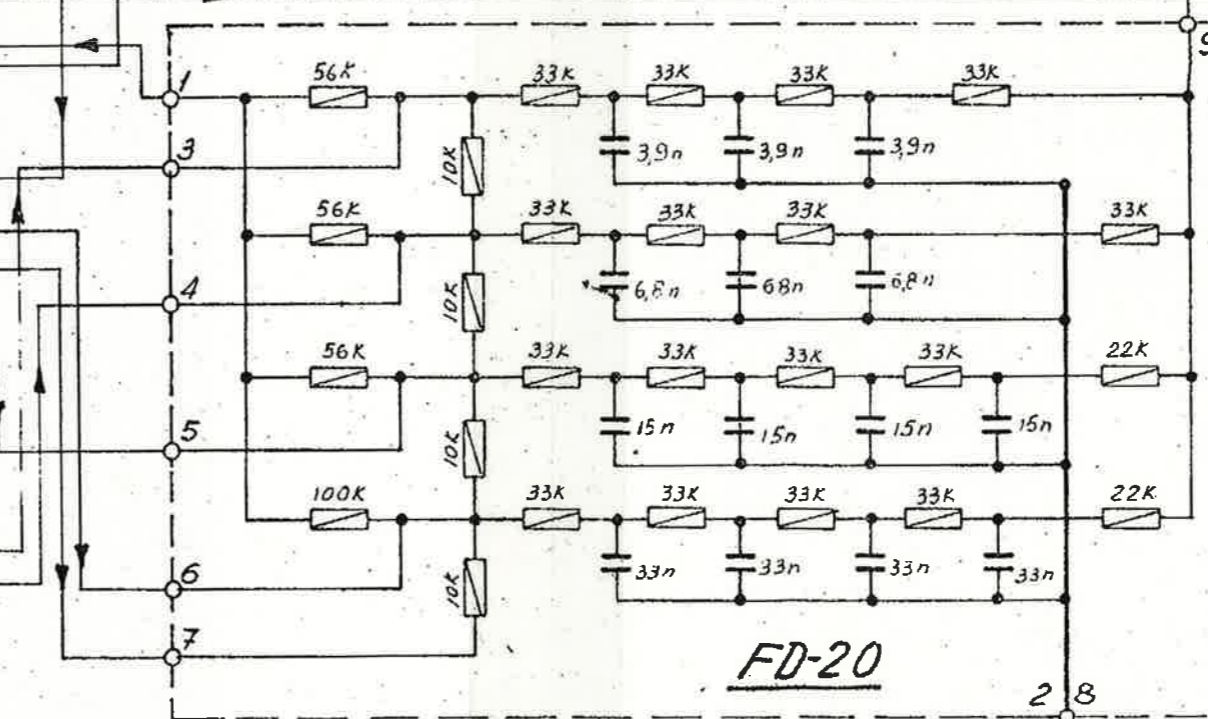 9
1
56K 33K 33K 33K 33K
3
10K 3,9n 3,9n 3,9n
56K 33K 33K 33K 33K
4
10K 6,8n 68n 6,8n
56K 33K 33K 33K 22K
33K
5
10K 15n 15n 15n 15n
100K 33K 33K 33K 33K 22K
6
10K 33n 33n 33n 33n
7
FD-20
2 8